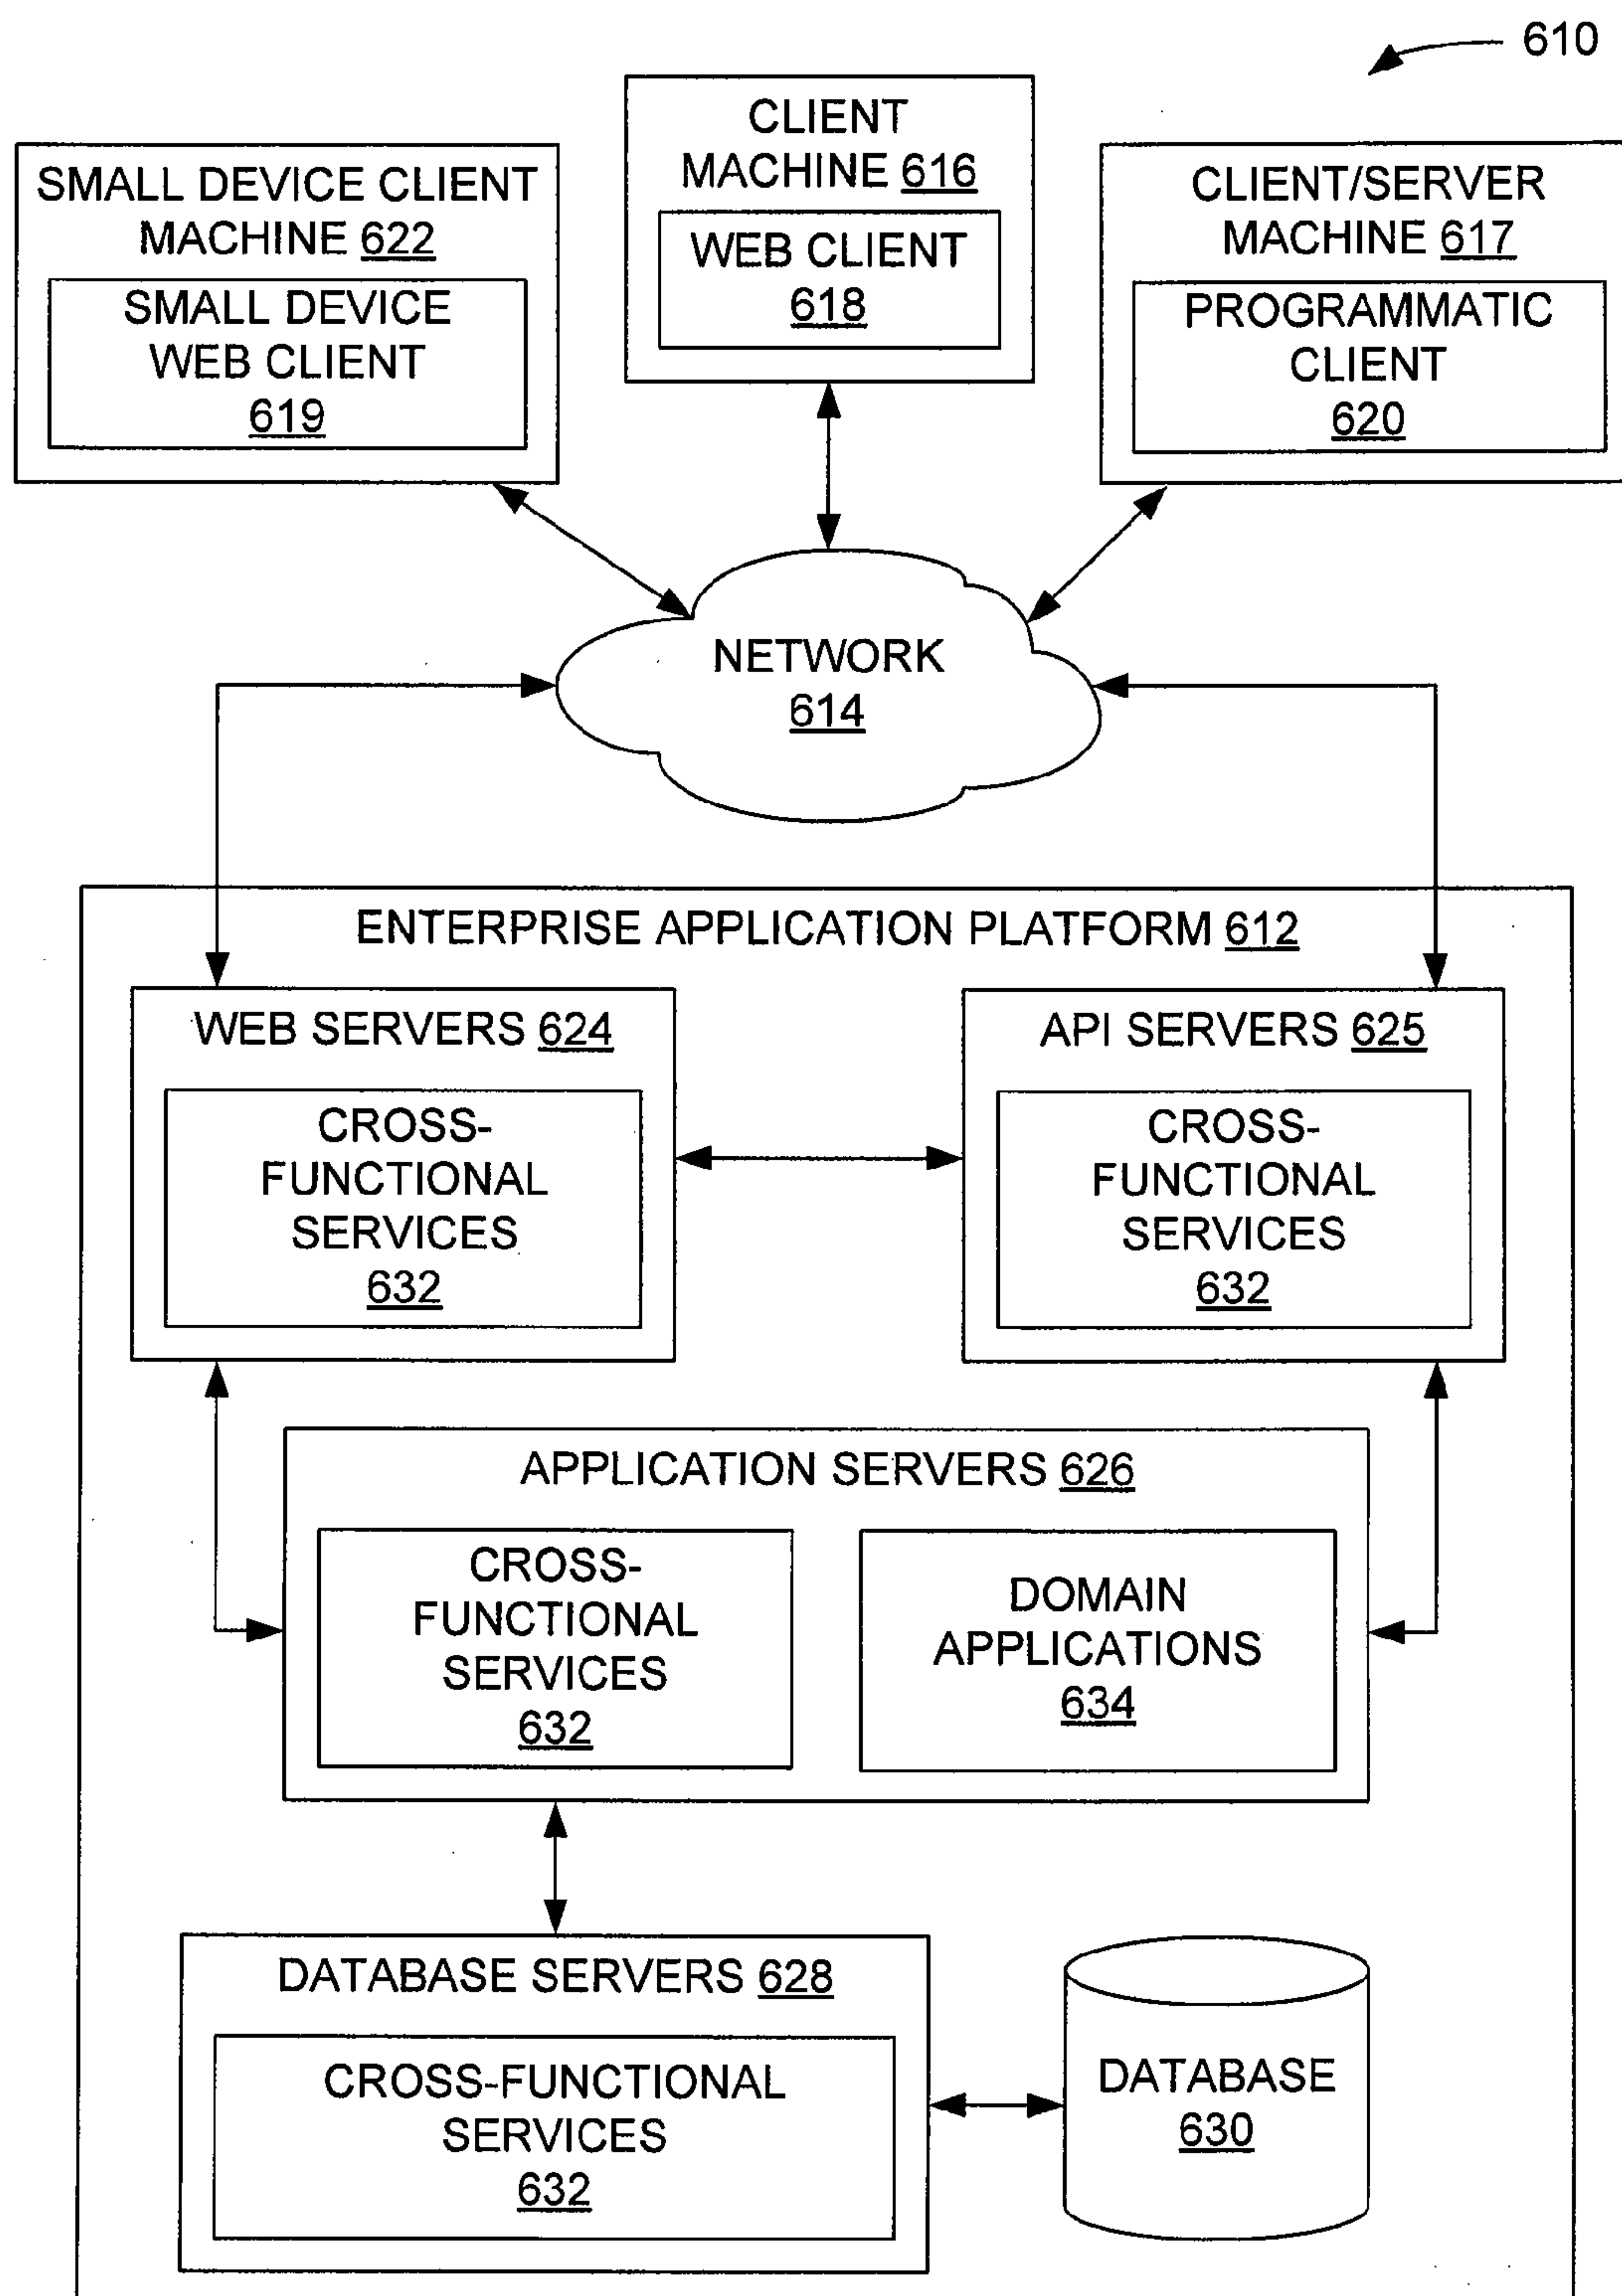 610
CLIENT
MACHINE 616
WEB CLIENT
618
SMALL DEVICE CLIENT
MACHINE 622
SMALL DEVICE
WEB CLIENT
619
CLIENT/SERVER
MACHINE 617
PROGRAMMATIC
CLIENT
620
NETWORK
614
ENTERPRISE APPLICATION PLATFORM 612
WEB SERVERS 624
CROSS-
FUNCTIONAL
SERVICES
632
API SERVERS 625
CROSS-
FUNCTIONAL
SERVICES
632
APPLICATION SERVERS 626
CROSS-
FUNCTIONAL
SERVICES
632
DOMAIN
APPLICATIONS
634
DATABASE SERVERS 628
CROSS-FUNCTIONAL
SERVICES
632
DATABASE
630